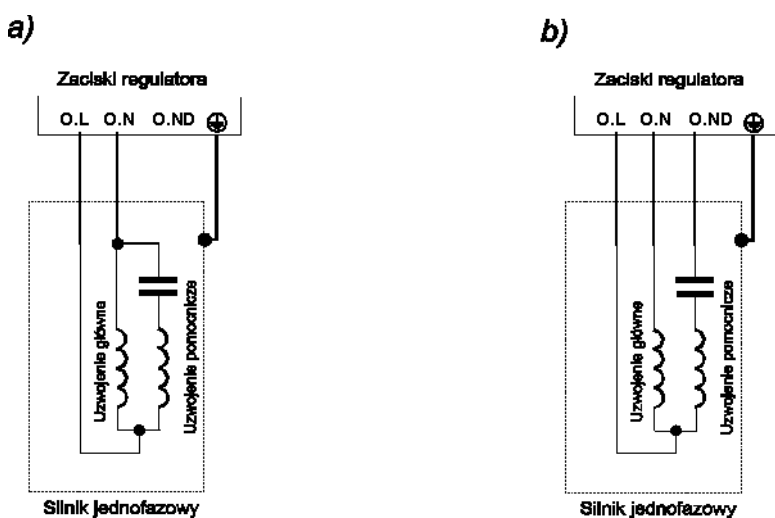 a)
Zaciski regulatora
O.L O.N O.ND
Uzwojenie główne
Uzwojenie pomocnicze
Silnik jednofazowy
b)
Zaciski regulatora
O.L O.N O.ND
Uzwojenie główne
Uzwojenie pomocnicze
Silnik jednofazowy